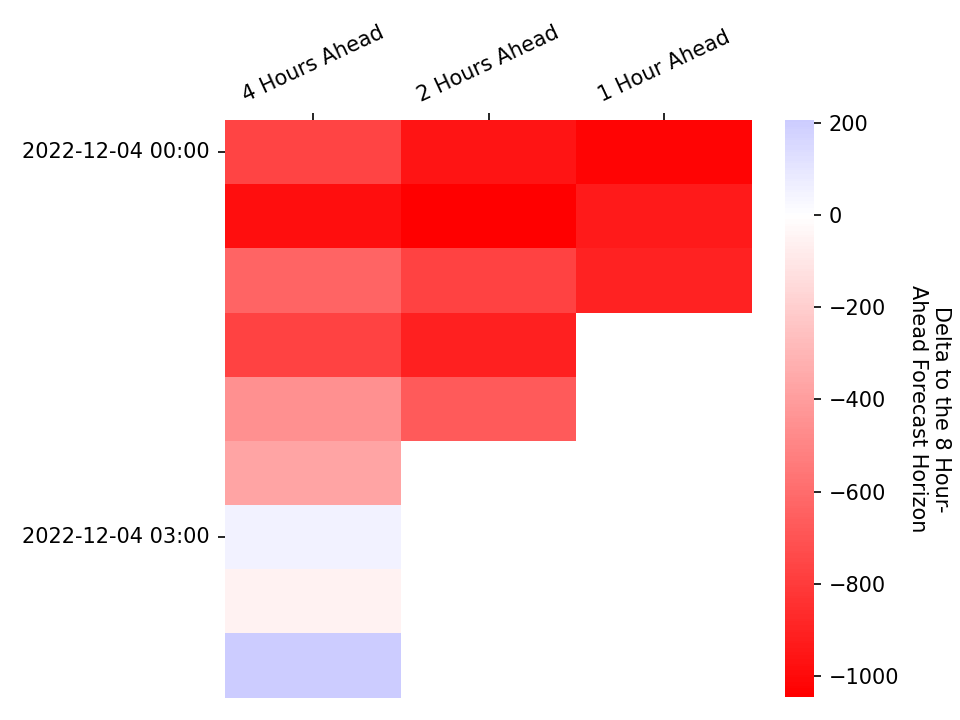 4 Hours Ahead
2 Hours Ahead
1 Hour Ahead
2022-12-04 00:00
2022-12-04 03:00
200
0
−200
−400
−600
−800
−1000
Delta to the 8 Hour-
Ahead Forecast Horizon